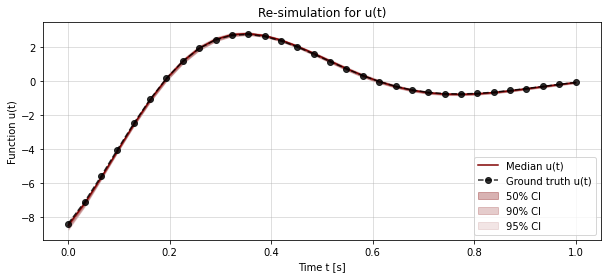 Re-simulation for u(t)
Function u(t)
2
0
−2
−4
−6
−8
0.0 0.2 0.4 0.6 0.8 1.0
Time t [s]
Median u(t)
Ground truth u(t)
50% CI
90% CI
95% CI